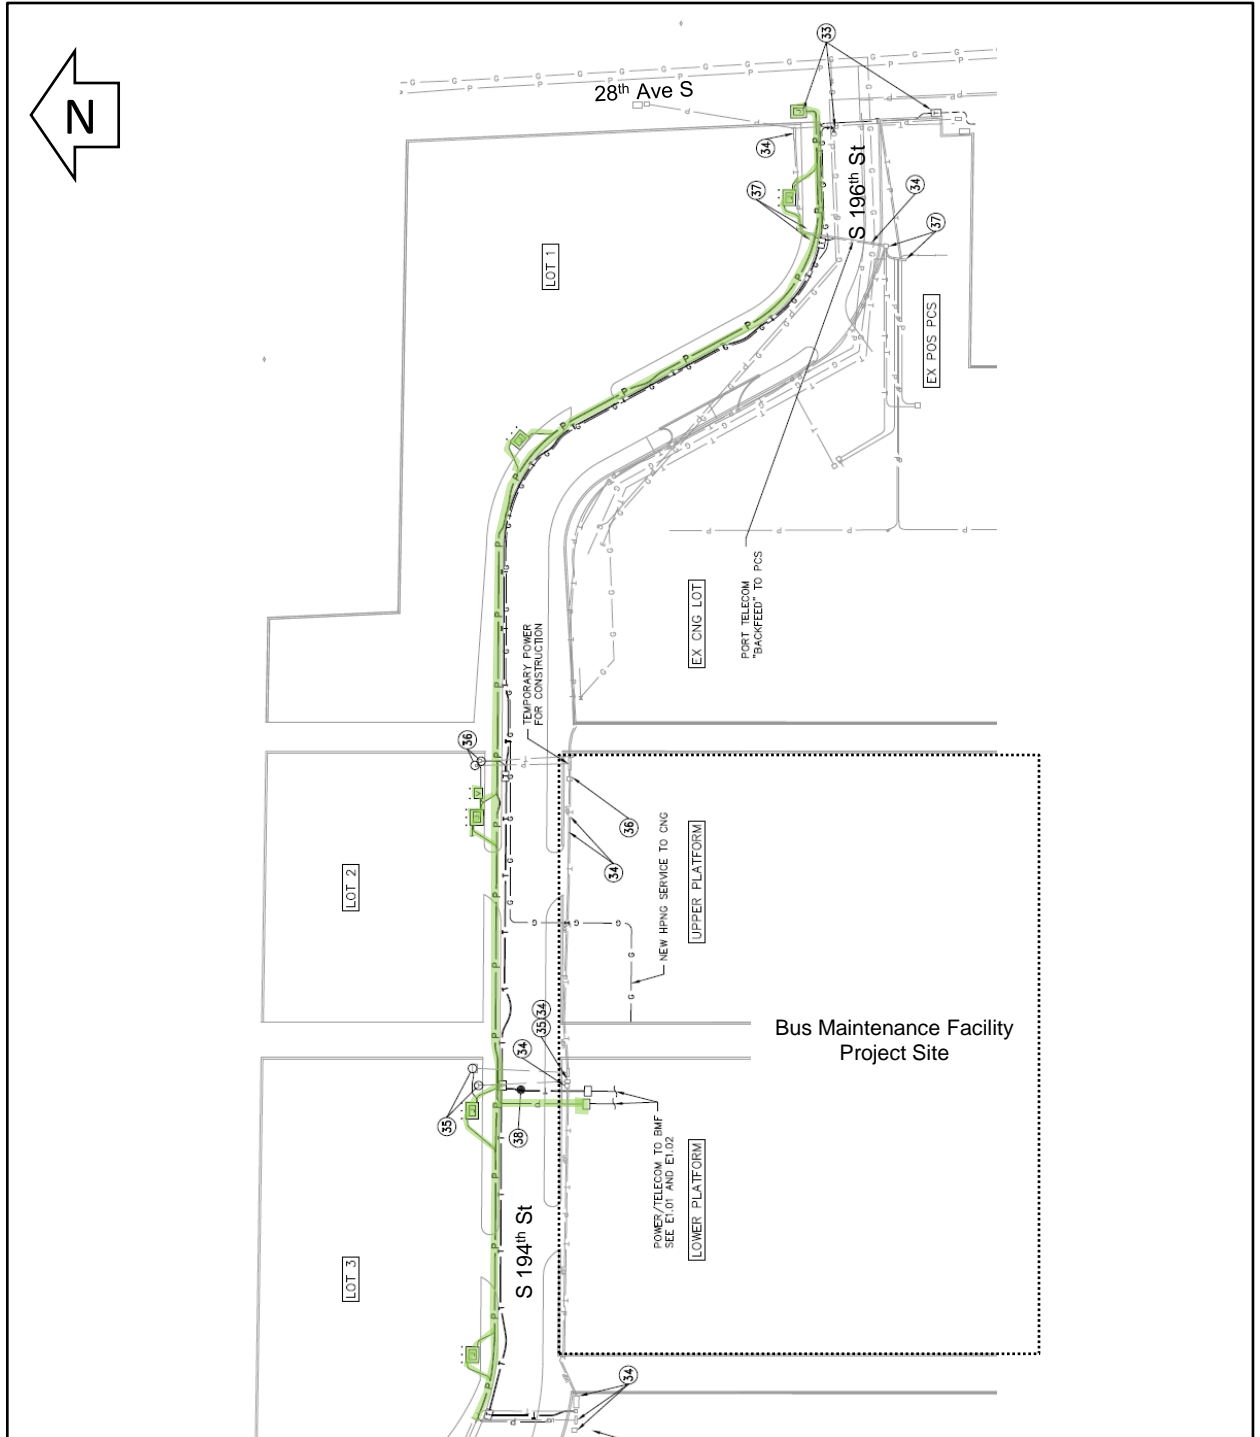 N
28th Ave S
33
34
37
S 196th St
34
37
LOT 1
EX POS PCS
EX CNG LOT
PORT TELECOM
"BACKFEED" TO PCS
TEMPORARY POWER
FOR CONSTRUCTION
36
36
34
LOT 2
NEW HPNG SERVICE TO CNG
UPPER PLATFORM
Bus Maintenance Facility
Project Site
35
34
34
35
38
POWER/TELECOM TO BMF
SEE E1.01 AND E1.02
LOWER PLATFORM
S 194th St
LOT 3
34